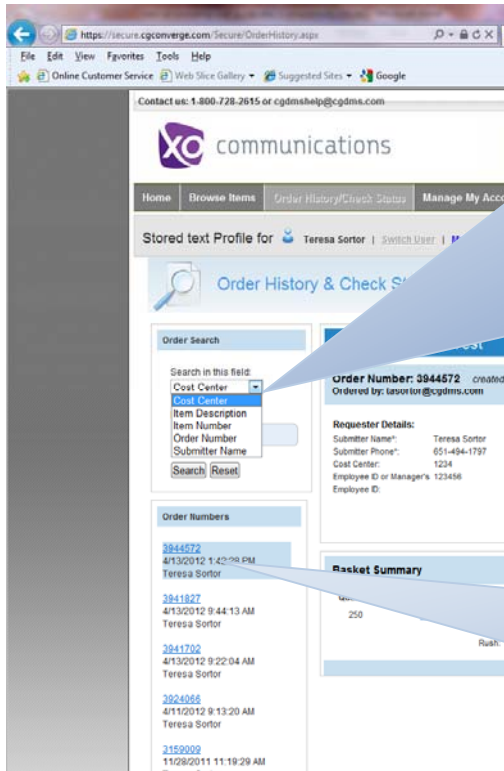 https://secure.cgconverge.com/Secure/OrderHistory.aspx
File Edit View Favorites Tools Help
Online Customer Service Web Slice Gallery Suggested Sites Google
Contact us: 1-800-728-2615 or cgdmshelp@cgdms.com
XO communications
Home Browse Items Order History/Check Status Manage My Acco
Stored text Profile for Teresa Sortor | Switch User |
Order History & Check St
Order Search
Search in this field:
Cost Center
Cost Center
Item Description
Item Number
Order Number
Submitter Name
Search Reset
Order Number: 3944572 created
Ordered by: tasortor@cgdms.com
Requester Details:
Submitter Name*: Teresa Sortor
Submitter Phone*: 651-494-1797
Cost Center: 1234
Employee ID or Manager's 123456
Employee ID:
Order Numbers
3944572
4/13/2012 1:42:28 PM
Teresa Sortor
3941827
4/13/2012 9:44:13 AM
Teresa Sortor
3941702
4/13/2012 9:22:04 AM
Teresa Sortor
3924066
4/11/2012 9:13:20 AM
Teresa Sortor
3159009
11/28/2011 11:19:29 AM
Basket Summary
250
Rush: